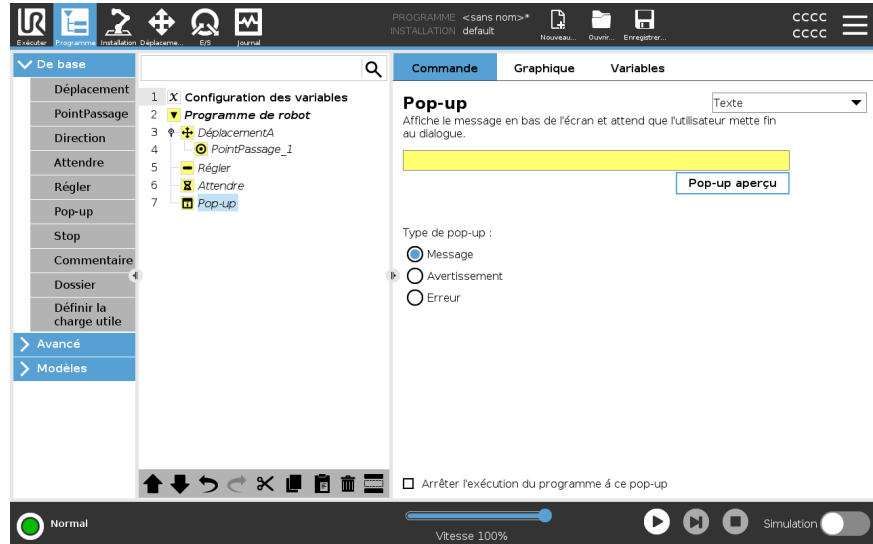 UR
PROGRAMME <sans nom>*
INSTALLATION default
Exécuter Programme Installation Déplaceme... E/S Journal
Nouveau... Ouvrir... Enregistrer...
cccc
cccc
De base
Déplacement
PointPassage
Direction
Attendre
Régler
Pop-up
Stop
Commentaire
Dossier
Définir la
charge utile
Avancé
Modèles
1 X Configuration des variables
2 Programme de robot
3 DéplacementA
4 PointPassage_1
5 Régler
6 Attendre
7 Pop-up
Commande Graphique Variables
Pop-up
Texte
Affiche le message en bas de l'écran et attend que l'utilisateur mette fin
au dialogue.
Pop-up aperçu
Type de pop-up :
Message
Avertissement
Erreur
Arrêter l'exécution du programme á ce pop-up
Normal
Vitesse 100%
Simulation